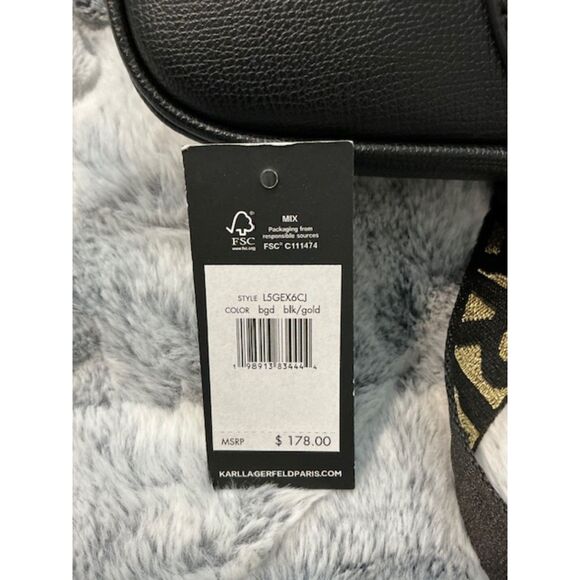 MIX
Packaging from
responsible sources
FSC
www.fsc.org
FSC® C111474
STYLE L5GEX6CJ
COLOR bgd blk/gold
1 98913 83444 4
MSRP $ 178.00
KARLLAGERFELDPARIS.COM